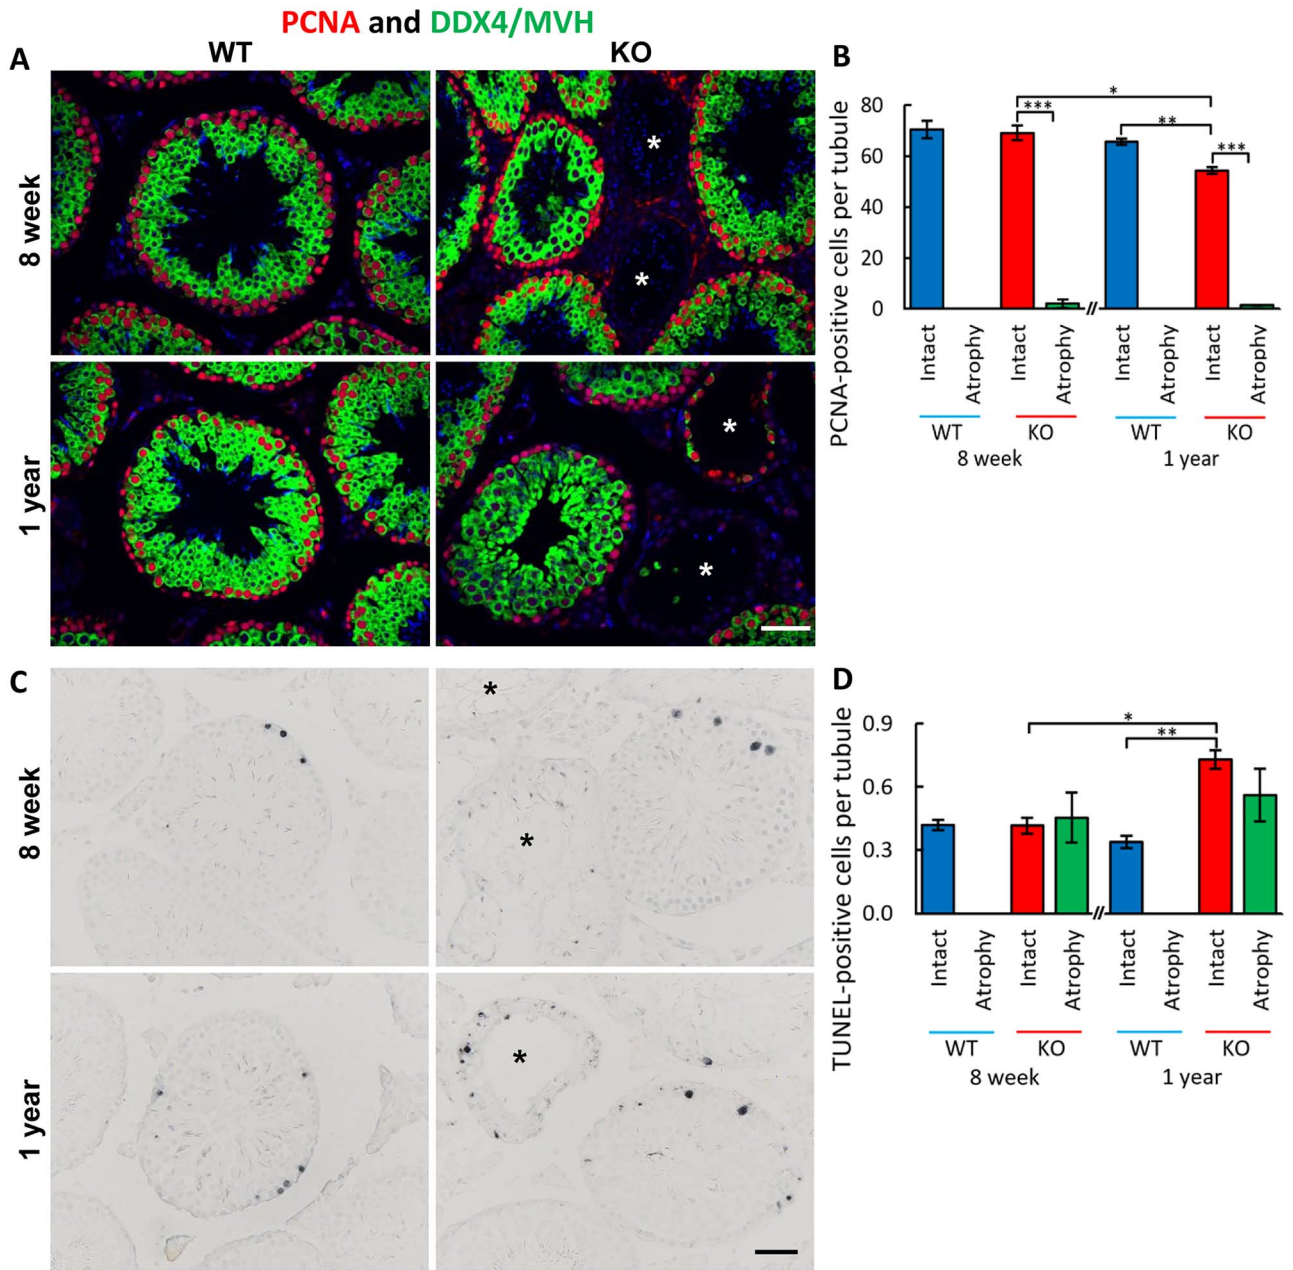 PCNA and DDX4/MVH
WT KO
A
8 week
* *
1 year
* *
B
PCNA-positive cells per tubule
80
60
40
20
0
* *** ** ***
Intact Atrophy Intact Atrophy // Intact Atrophy Intact Atrophy
WT KO WT KO
8 week 1 year
C
8 week
* *
1 year
*
D
TUNEL-positive cells per tubule
0.9
0.6
0.3
0.0
* **
Intact Atrophy Intact Atrophy // Intact Atrophy Intact Atrophy
WT KO WT KO
8 week 1 year